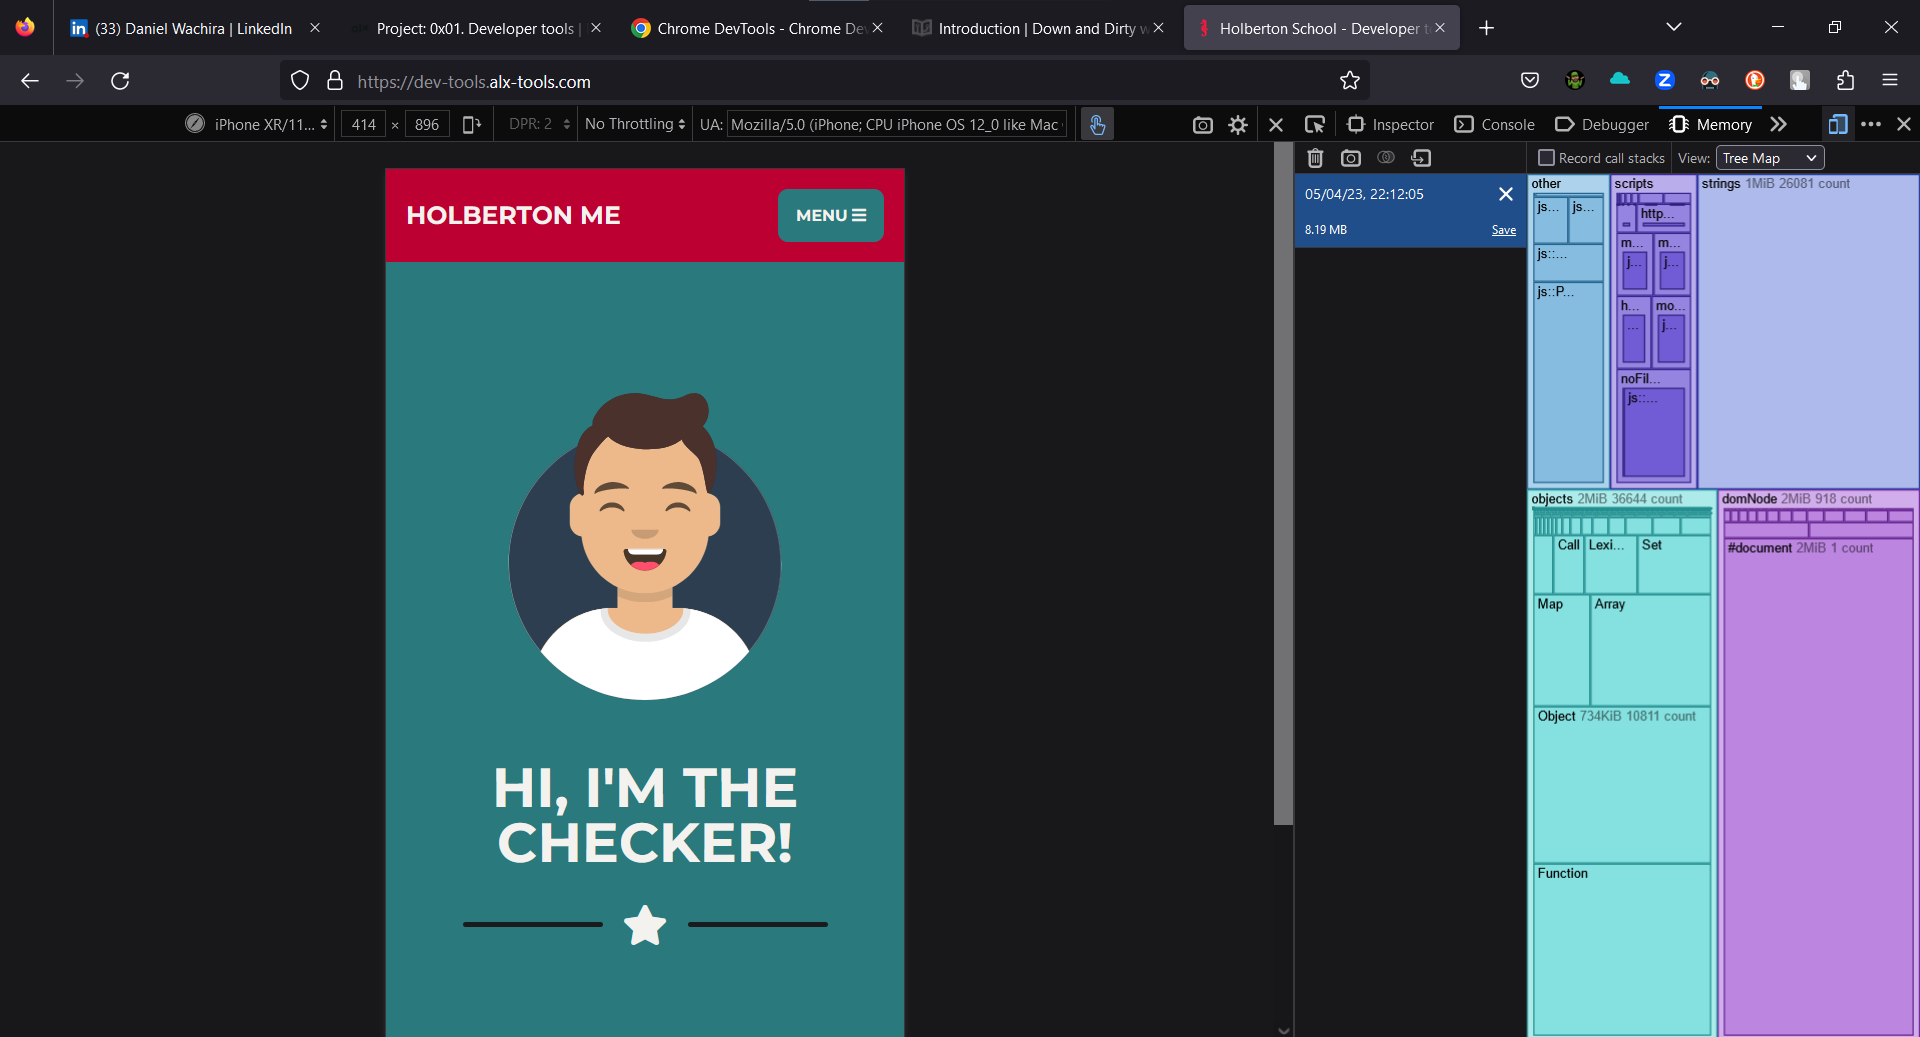 (33) Daniel Wachira | LinkedIn
Project: 0x01. Developer tools |
Chrome DevTools - Chrome De
Introduction | Down and Dirty w
Holberton School - Developer t
https://dev-tools.alx-tools.com
iPhone XR/11...
414 × 896
DPR: 2
No Throttling
UA: Mozilla/5.0 (iPhone; CPU iPhone OS 12_0 like Mac
Inspector
Console
Debugger
Memory
Record call stacks
View: Tree Map
05/04/23, 22:12:05
8.19 MB
Save
HOLBERTON ME
MENU
HI, I'M THE
CHECKER!
other
js... js...
js::...
js::P...
scripts
http...
m... m...
j... j...
h... mo...
... j...
noFil...
js::...
strings 1MiB 26081 count
objects 2MiB 36644 count
Call Lexi... Set
Map Array
Object 734KiB 10811 count
Function
domNode 2MiB 918 count
#document 2MiB 1 count